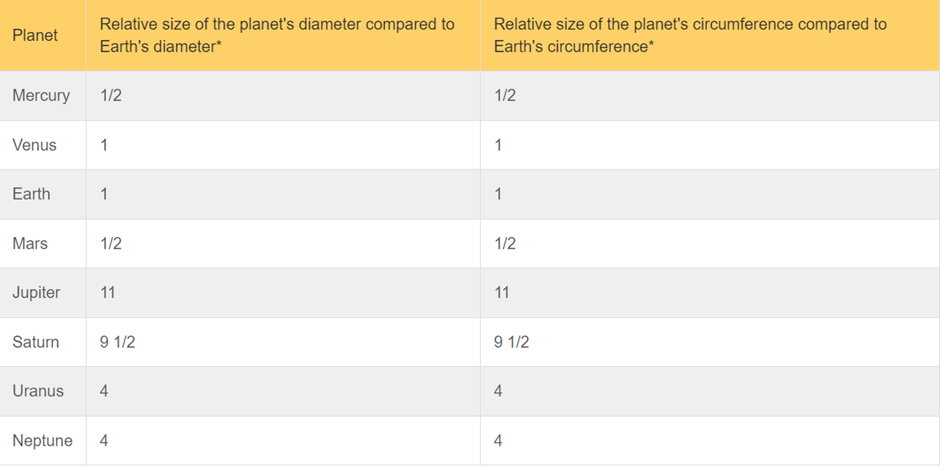 Planet
Relative size of the planet's diameter compared to
Earth's diameter*
Relative size of the planet's circumference compared to
Earth's circumference*
Mercury 1/2 1/2
Venus 1 1
Earth 1 1
Mars 1/2 1/2
Jupiter 11 11
Saturn 9 1/2 9 1/2
Uranus 4 4
Neptune 4 4